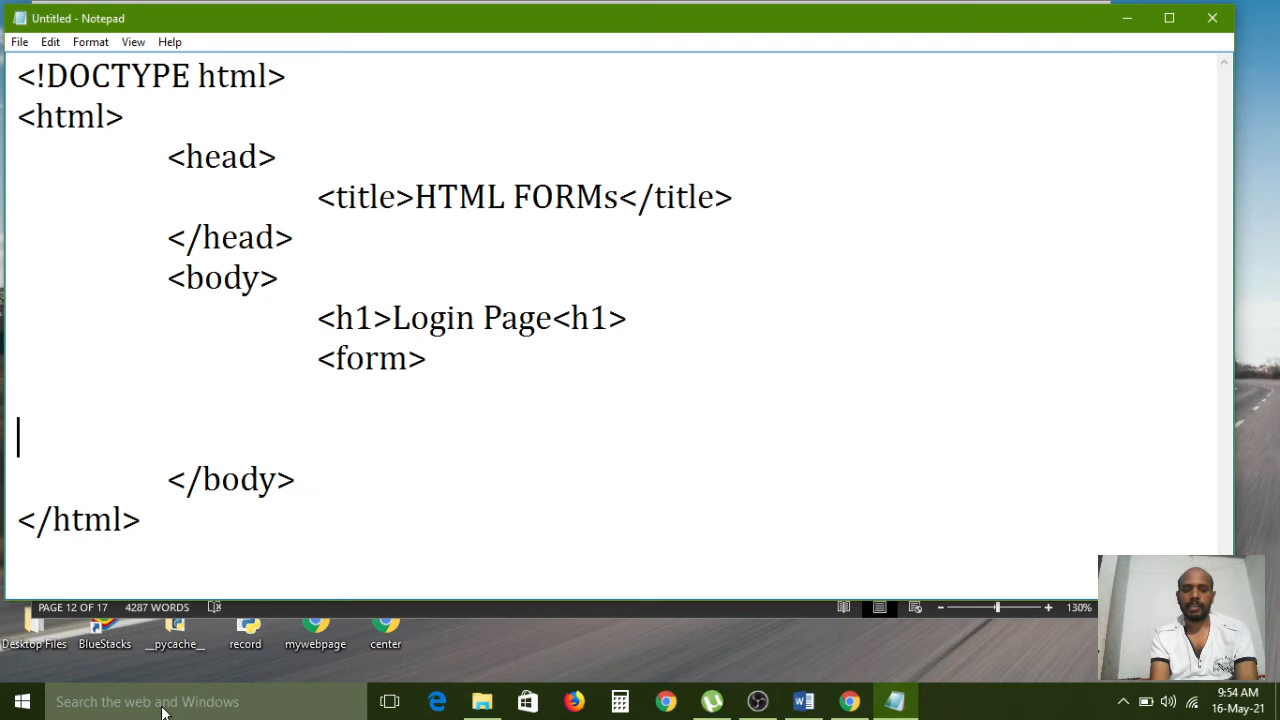 Untitled - Notepad
File Edit Format View Help
<!DOCTYPE html>
<html>
<head>
<title>HTML FORMs</title>
</head>
<body>
<h1>Login Page<h1>
<form>
</body>
</html>
PAGE 12 OF 17 4287 WORDS 130%
Desktop Files BlueStacks __pycache__ record mywebpage center
Search the web and Windows
9:54 AM
16-May-21